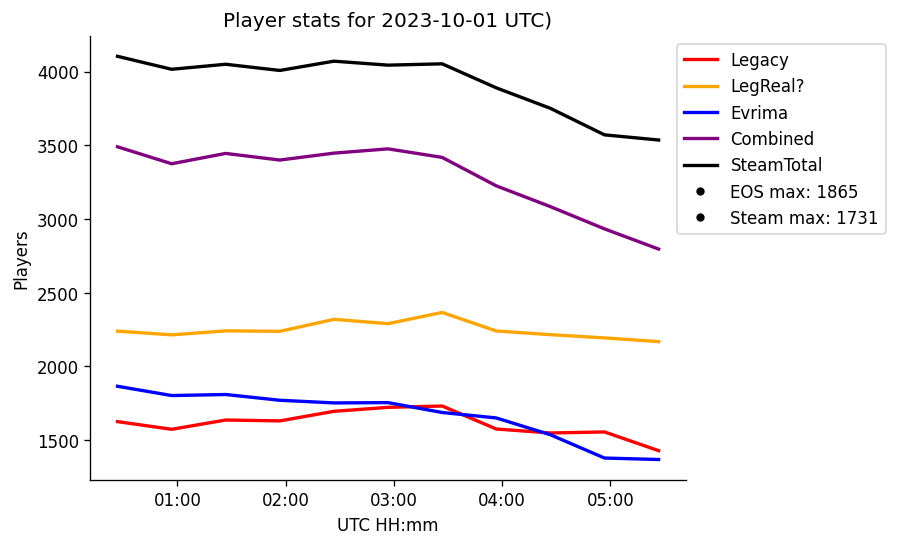 Player stats for 2023-10-01 UTC)
4000
3500
3000
2500
2000
1500
Players
01:00
02:00
03:00
04:00
05:00
UTC HH:mm
Legacy
LegReal?
Evrima
Combined
SteamTotal
EOS max: 1865
Steam max: 1731